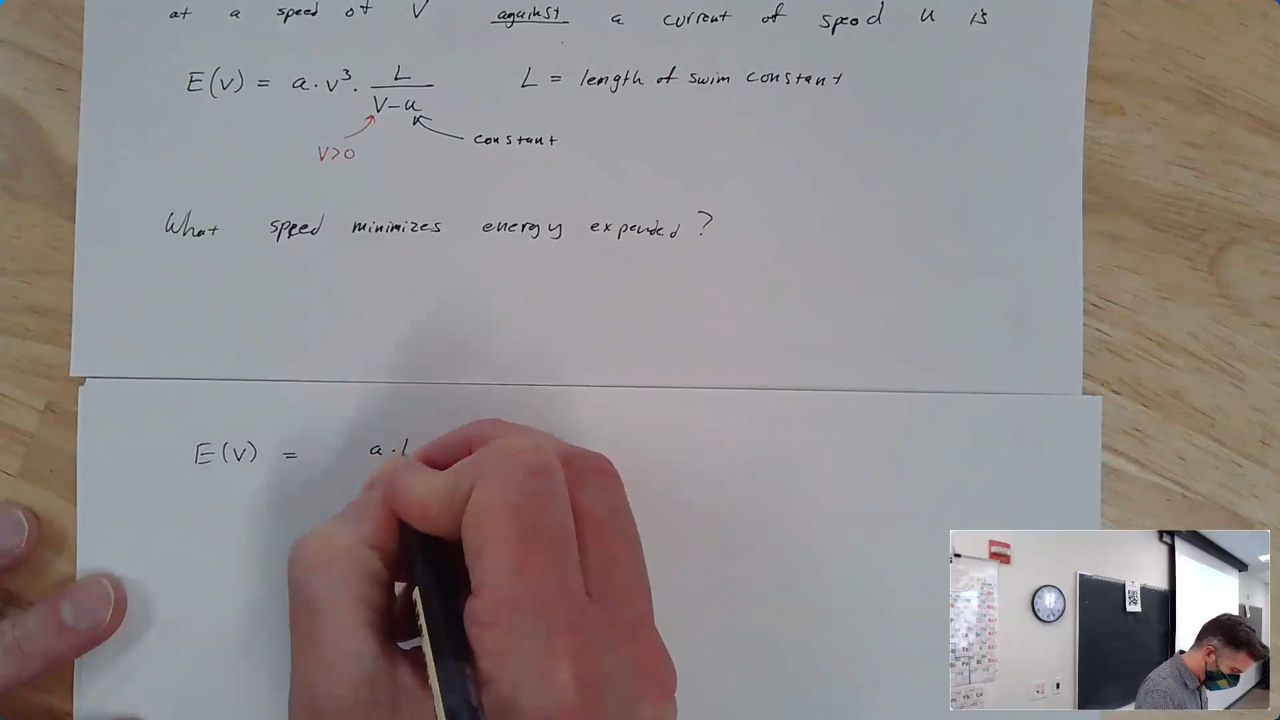 at a speed of V against a current of speed u is
E(v) = a · v³ · L / V-u L = length of swim constant
V>0 constant
What speed minimizes energy expended?
E(v) = a · L